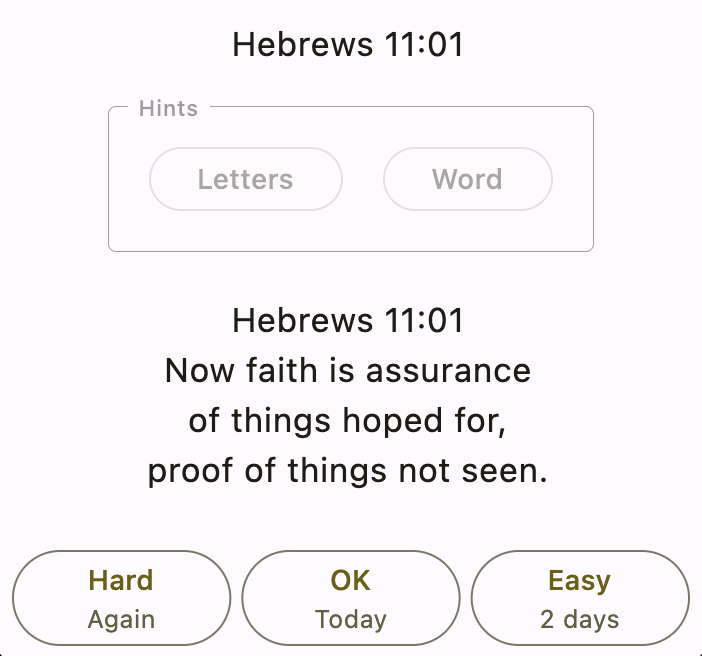 Hebrews 11:01
Hints
Letters
Word
Hebrews 11:01
Now faith is assurance
of things hoped for,
proof of things not seen.
Hard
Again
OK
Today
Easy
2 days